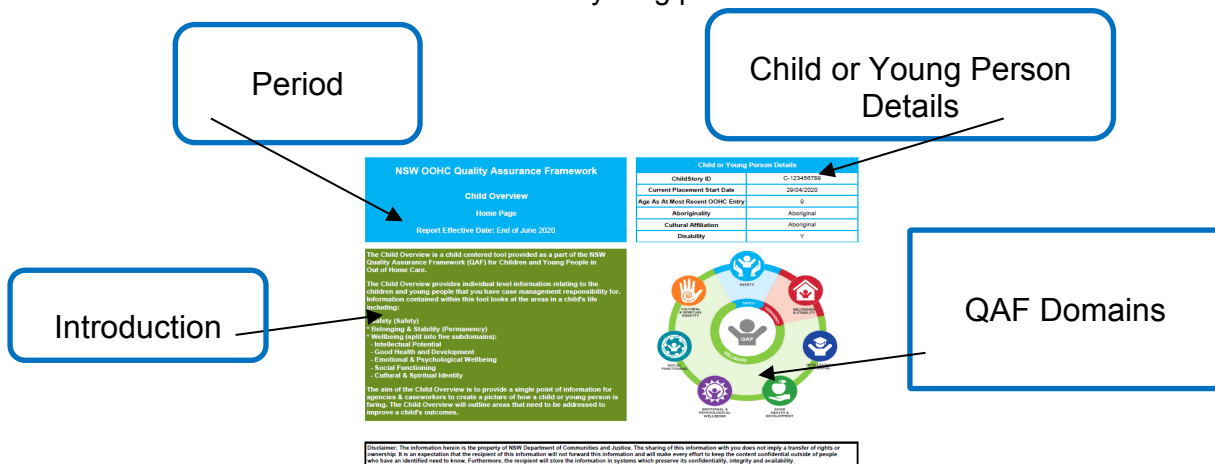 Period
Child or Young Person
Details
NSW OOHC Quality Assurance Framework
Child Overview
Home Page
Report Effective Date: End of June 2020
Child or Young Person Details
ChildStory ID C-123456789
Current Placement Start Date 29/04/2020
Age As At Most Recent OOHC Entry 9
Aboriginality Aboriginal
Cultural Affiliation Aboriginal
Disability Y
Introduction
The Child Overview is a child centered tool provided as a part of the NSW
Quality Assurance Framework (QAF) for Children and Young People in
Out of Home Care.
The Child Overview provides individual level information relating to the
children and young people that you have case management responsibility for.
Information contained within this tool looks at the areas in a child's life
including:
Safety (Safety)
* Belonging & Stability (Permanency)
* Wellbeing (split into five subdomains):
- Intellectual Potential
- Good Health and Development
- Emotional & Psychological Wellbeing
- Social Functioning
- Cultural & Spiritual Identity
The aim of the Child Overview is to provide a single point of information for
agencies & caseworkers to create a picture of how a child or young person is
faring. The Child Overview will outline areas that need to be addressed to
improve a child's outcomes.
SAFETY
CULTURAL
& SPIRITUAL
IDENTITY
BELONGING
& STABILITY
SAFETY
QAF
WELLBEING
SOCIAL
FUNCTIONING
EMOTIONAL &
PSYCHOLOGICAL
WELLBEING
GOOD
HEALTH &
DEVELOPMENT
QAF Domains
Disclaimer: The information herein is the property of NSW Department of Communities and Justice. The sharing of this information with you does not imply a transfer of rights or
ownership. It is an expectation that the recipient of this information will not forward this information and will make every effort to keep the content confidential outside of people
who have an identified need to know. Furthermore, the recipient will store the information in systems which preserve its confidentiality, integrity and availability.